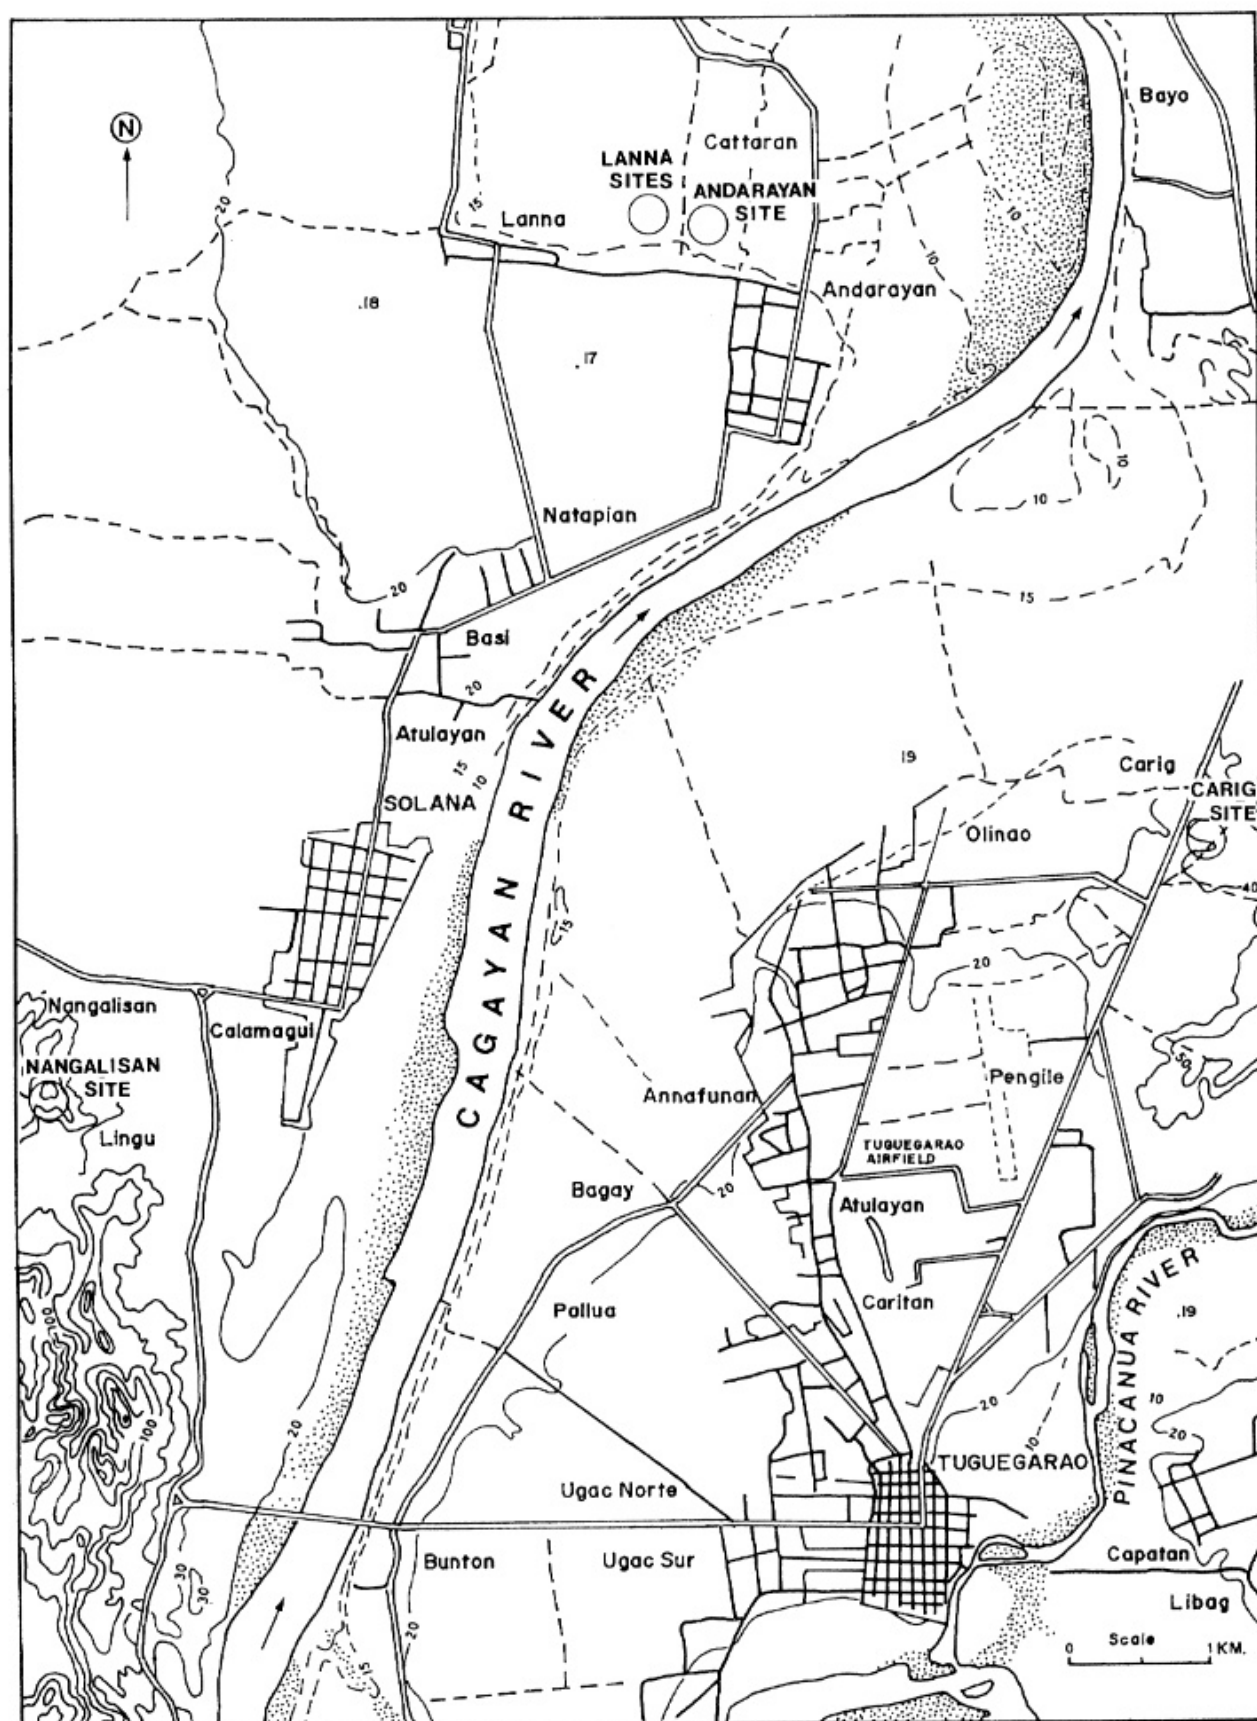 N
Bayo
Cattaran
LANNA
SITES
ANDARAYAN
SITE
20
15
Lanna
10
10
Andarayan
.18
.17
10
10
Natapian
20
15
Basi
20
Atulayan
15
10
19
Carig
CARIG
SITE
SOLANA
Olinao
CAGAYAN RIVER
40
15
20
Nangalisan
Calamagui
50
NANGALISAN
SITE
Pengile
Annafunan
Lingu
TUGUEGARAO
AIRFIELD
20
Bagay
Atulayan
PINACANUA RIVER
100
Pallua
Caritan
.19
100
20
20
10
10
20
TUGUEGARAO
Ugac Norte
Bunton
Ugac Sur
Capatan
30
30
Libag
20
15
Scale
0 1 KM.